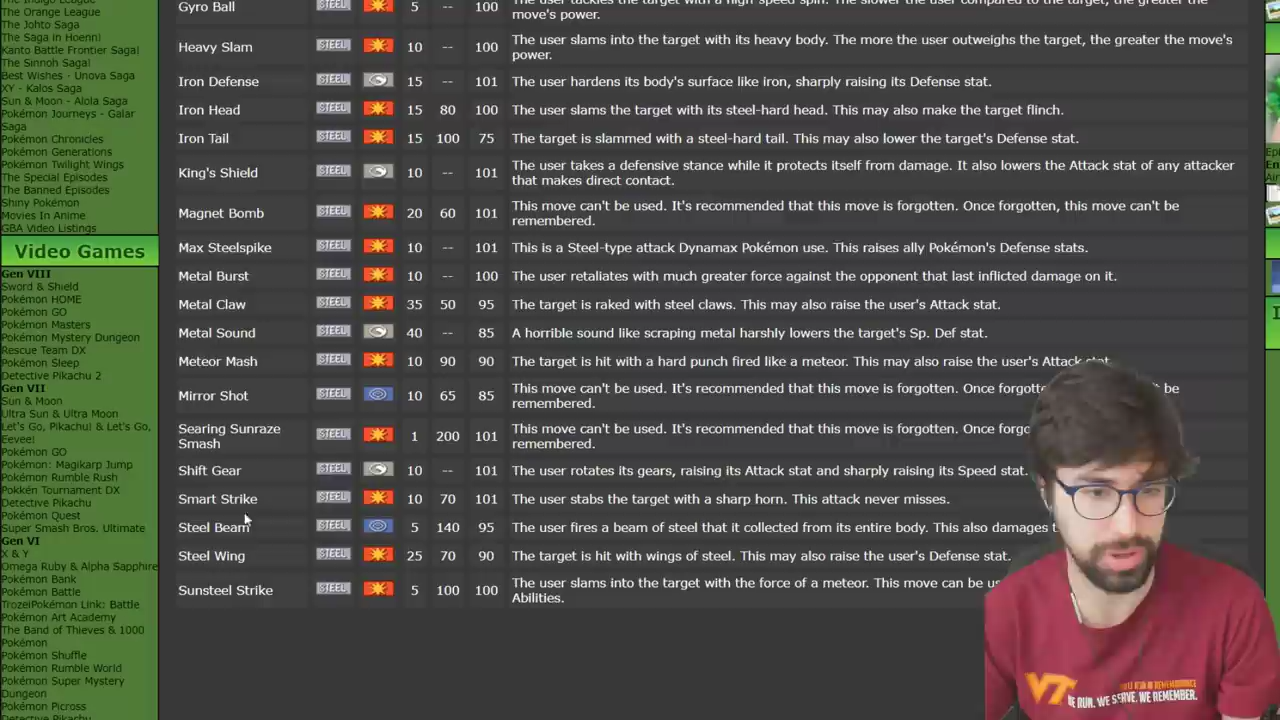 The Indigo League
The Orange League
The Johto Saga
The Saga in Hoenn!
Kanto Battle Frontier Saga!
The Sinnoh Saga!
Best Wishes - Unova Saga
XY - Kalos Saga
Sun & Moon - Alola Saga
Pokémon Journeys - Galar
Saga
Pokémon Chronicles
Pokémon Generations
Pokémon Twilight Wings
The Special Episodes
The Banned Episodes
Shiny Pokémon
Movies In Anime
GBA Video Listings
Video Games
Gen VIII
Sword & Shield
Pokémon HOME
Pokémon GO
Pokémon Masters
Pokémon Mystery Dungeon
Rescue Team DX
Pokémon Sleep
Detective Pikachu 2
Gen VII
Sun & Moon
Ultra Sun & Ultra Moon
Let's Go, Pikachu! & Let's Go,
Eevee!
Pokémon GO
Pokémon: Magikarp Jump
Pokémon Rumble Rush
Pokkén Tournament DX
Detective Pikachu
Pokémon Quest
Super Smash Bros. Ultimate
Gen VI
X & Y
Omega Ruby & Alpha Sapphire
Pokémon Bank
Pokémon Battle
TrozeiPokémon Link: Battle
Pokémon Art Academy
The Band of Thieves & 1000
Pokémon
Pokémon Shuffle
Pokémon Rumble World
Pokémon Super Mystery
Dungeon
Pokémon Picross
Detective Pikachu
Gyro Ball STEEL 5 -- 100 The user tackles the target with a high-speed spin. The slower the user compared to the target, the greater the
move's power.
Heavy Slam STEEL 10 -- 100 The user slams into the target with its heavy body. The more the user outweighs the target, the greater the move's
power.
Iron Defense STEEL 15 -- 101 The user hardens its body's surface like iron, sharply raising its Defense stat.
Iron Head STEEL 15 80 100 The user slams the target with its steel-hard head. This may also make the target flinch.
Iron Tail STEEL 15 100 75 The target is slammed with a steel-hard tail. This may also lower the target's Defense stat.
King's Shield STEEL 10 -- 101 The user takes a defensive stance while it protects itself from damage. It also lowers the Attack stat of any attacker
that makes direct contact.
Magnet Bomb STEEL 20 60 101 This move can't be used. It's recommended that this move is forgotten. Once forgotten, this move can't be
remembered.
Max Steelspike STEEL 10 -- 101 This is a Steel-type attack Dynamax Pokémon use. This raises ally Pokémon's Defense stats.
Metal Burst STEEL 10 -- 100 The user retaliates with much greater force against the opponent that last inflicted damage on it.
Metal Claw STEEL 35 50 95 The target is raked with steel claws. This may also raise the user's Attack stat.
Metal Sound STEEL 40 -- 85 A horrible sound like scraping metal harshly lowers the target's Sp. Def stat.
Meteor Mash STEEL 10 90 90 The target is hit with a hard punch fired like a meteor. This may also raise the user's Attack stat.
Mirror Shot STEEL 10 65 85 This move can't be used. It's recommended that this move is forgotten. Once be
remembered.
Searing Sunraze
Smash STEEL 1 200 101 This move can't be used. It's recommended that this move is forgotten. Once
remembered.
Shift Gear STEEL 10 -- 101 The user rotates its gears, raising its Attack stat and sharply raising its Speed stat.
Smart Strike STEEL 10 70 101 The user stabs the target with a sharp horn. This attack never misses.
Steel Beam STEEL 5 140 95 The user fires a beam of steel that it collected from its entire body. This also damages
Steel Wing STEEL 25 70 90 The target is hit with wings of steel. This may also raise the user's Defense stat.
Sunsteel Strike STEEL 5 100 100 The user slams into the target with the force of a meteor. This move can be
Abilities.
VT
WE REMEMBER.